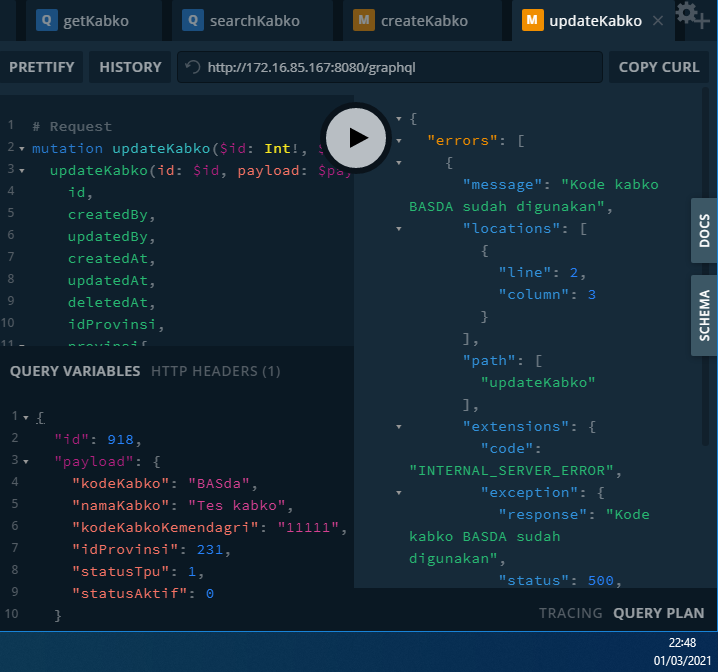 Q getKabko
Q searchKabko
M createKabko
M updateKabko
PRETTIFY
HISTORY
http://172.16.85.167:8080/graphql
COPY CURL
1 # Request
2 mutation updateKabko($id: Int!, $
3 updateKabko(id: $id, payload: $pay
4 id,
5 createdBy,
6 updatedBy,
7 createdAt,
8 updatedAt,
9 deletedAt,
10 idProvinsi,
11 provinsi{
QUERY VARIABLES HTTP HEADERS (1)
1 {
2 "id": 918,
3 "payload": {
4 "kodeKabko": "BASda",
5 "namaKabko": "Tes kabko",
6 "kodeKabkoKemendagri": "11111",
7 "idProvinsi": 231,
8 "statusTpu": 1,
9 "statusAktif": 0
10 }
{
"errors": [
{
"message": "Kode kabko
BASDA sudah digunakan",
"locations": [
{
"line": 2,
"column": 3
}
],
"path": [
"updateKabko"
],
"extensions": {
"code":
"INTERNAL_SERVER_ERROR",
"exception": {
"response": "Kode
kabko BASDA sudah
digunakan",
"status": 500,
DOCS
SCHEMA
TRACING QUERY PLAN
22:48
01/03/2021